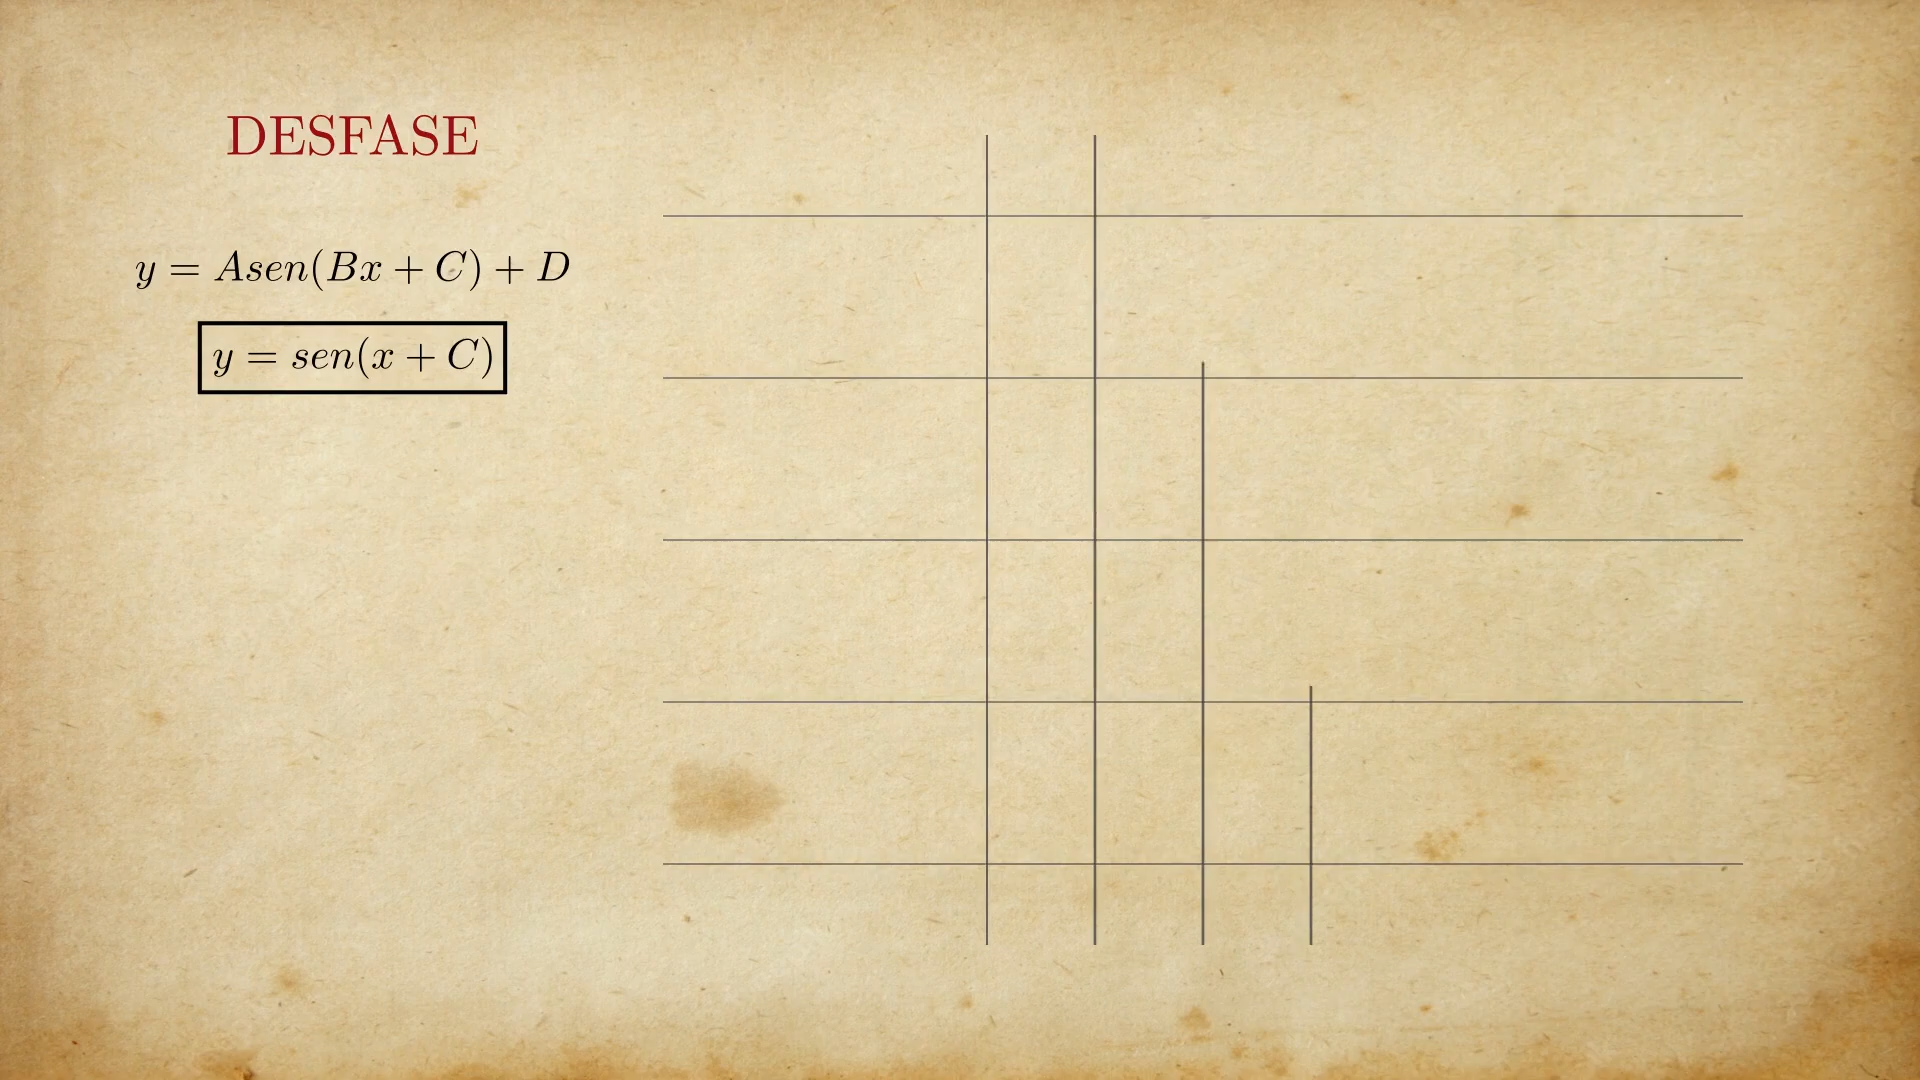 DESFASE
y = Asen(Bx + C) + D
y = sen(x + C)